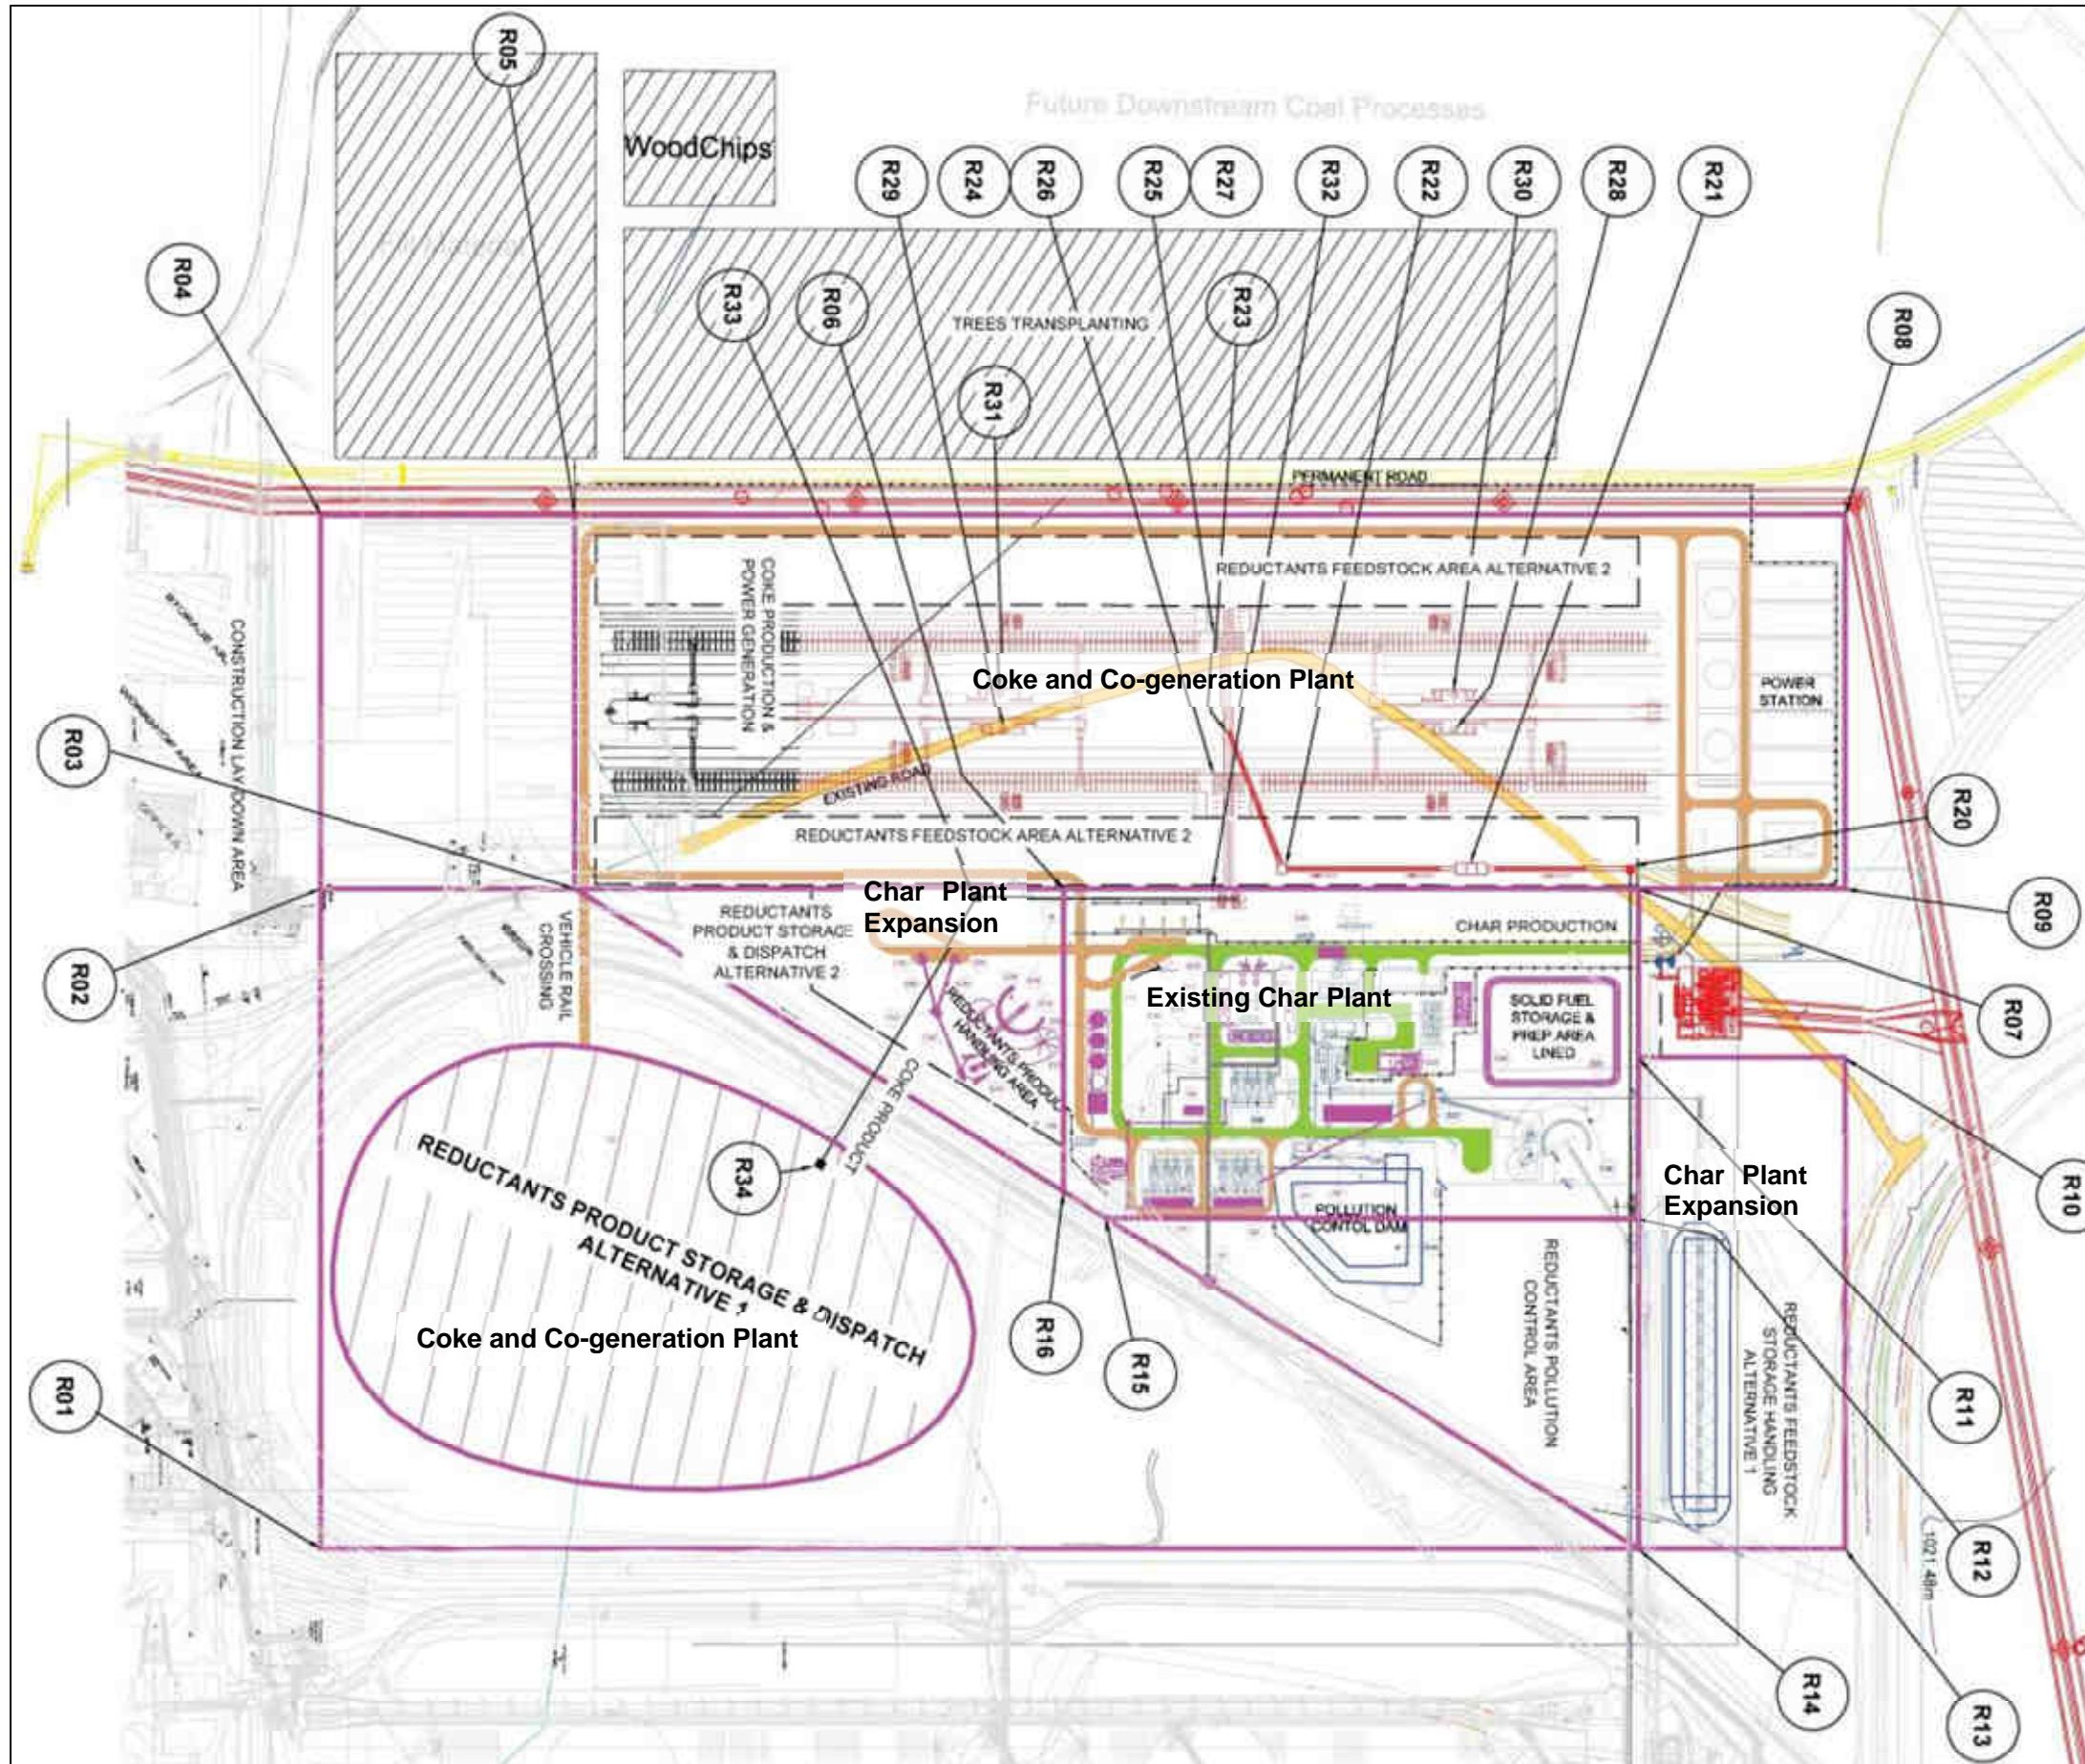 R05
Future Downstream Coal Processes
WoodChips
R29
R24
R26
R25
R27
R32
R22
R30
R28
R21
R04
R33
R06
R23
R08
TREES TRANSPLANTING
R31
PERMANENT ROAD
COKE PRODUCTION &
POWER GENERATION
REDUCTANTS FEEDSTOCK AREA ALTERNATIVE 2
CONSTRUCTION LAY DOWN AREA
Coke and Co-generation Plant
POWER
STATION
R03
EXISTING ROAD
R20
REDUCTANTS FEEDSTOCK AREA ALTERNATIVE 2
Char Plant
Expansion
R09
REDUCTANTS
PRODUCT STORAGE
& DISPATCH
ALTERNATIVE 2
CHAR PRODUCTION
VEHICLE RAIL
CROSSING
R02
Existing Char Plant
SOLID FUEL
STORAGE &
PREP AREA
LINED
R07
REDUCTANTS PRODUC
HANDLING AREA
COKE PRODUCT
R34
Char Plant
Expansion
R10
REDUCTANTS PRODUCT STORAGE & DISPATCH
ALTERNATIVE 1
POLLUTION
CONTOL DAM
REDUCTANTS POLLUTION
CONTROL AREA
REDUCTANTS FEEDSTOCK
STORAGE HANDLING
ALTERNATIVE 1
Coke and Co-generation Plant
R16
R15
R01
R11
R12
1021.48m
R14
R13